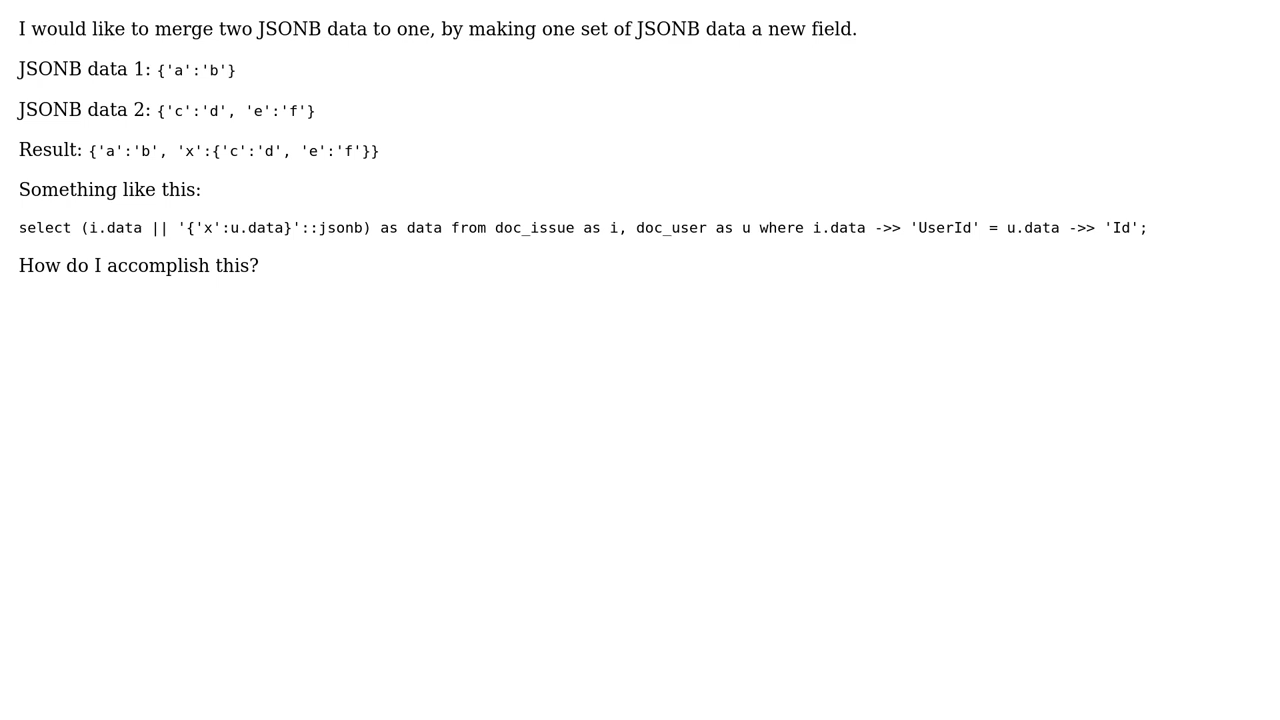 I would like to merge two JSONB data to one, by making one set of JSONB data a new field.
JSONB data 1: {'a':'b'}
JSONB data 2: {'c':'d', 'e':'f'}
Result: {'a':'b', 'x':{'c':'d', 'e':'f'}}
Something like this:
select (i.data || '{'x':u.data}'::jsonb) as data from doc_issue as i, doc_user as u where i.data ->> 'UserId' = u.data ->> 'Id';
How do I accomplish this?